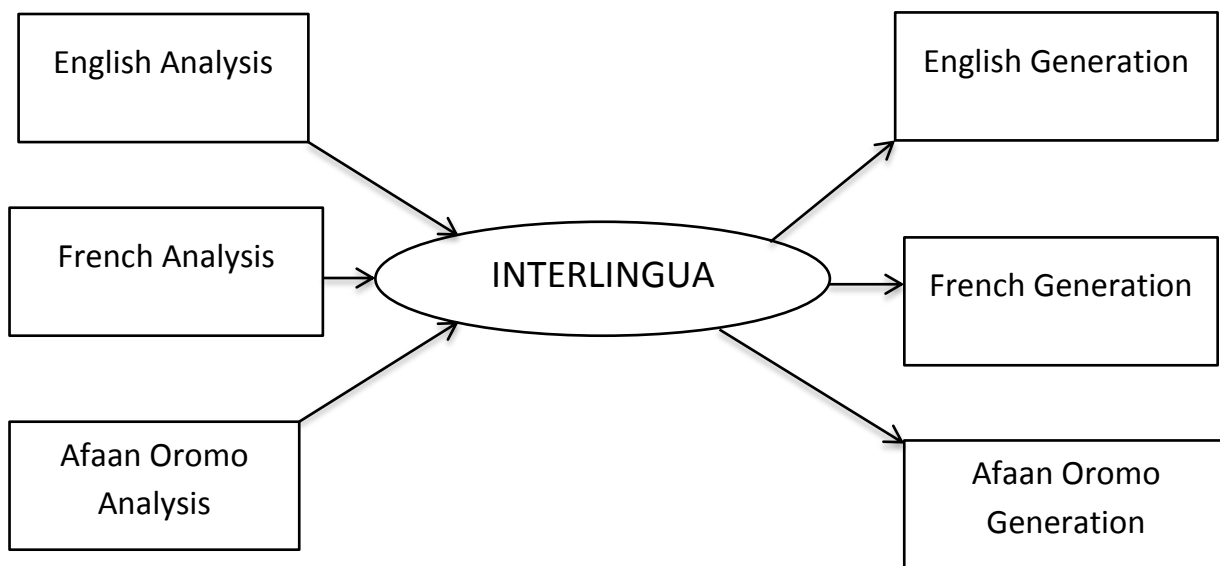 English Analysis
French Analysis
Afaan Oromo
Analysis
INTERLINGUA
English Generation
French Generation
Afaan Oromo
Generation